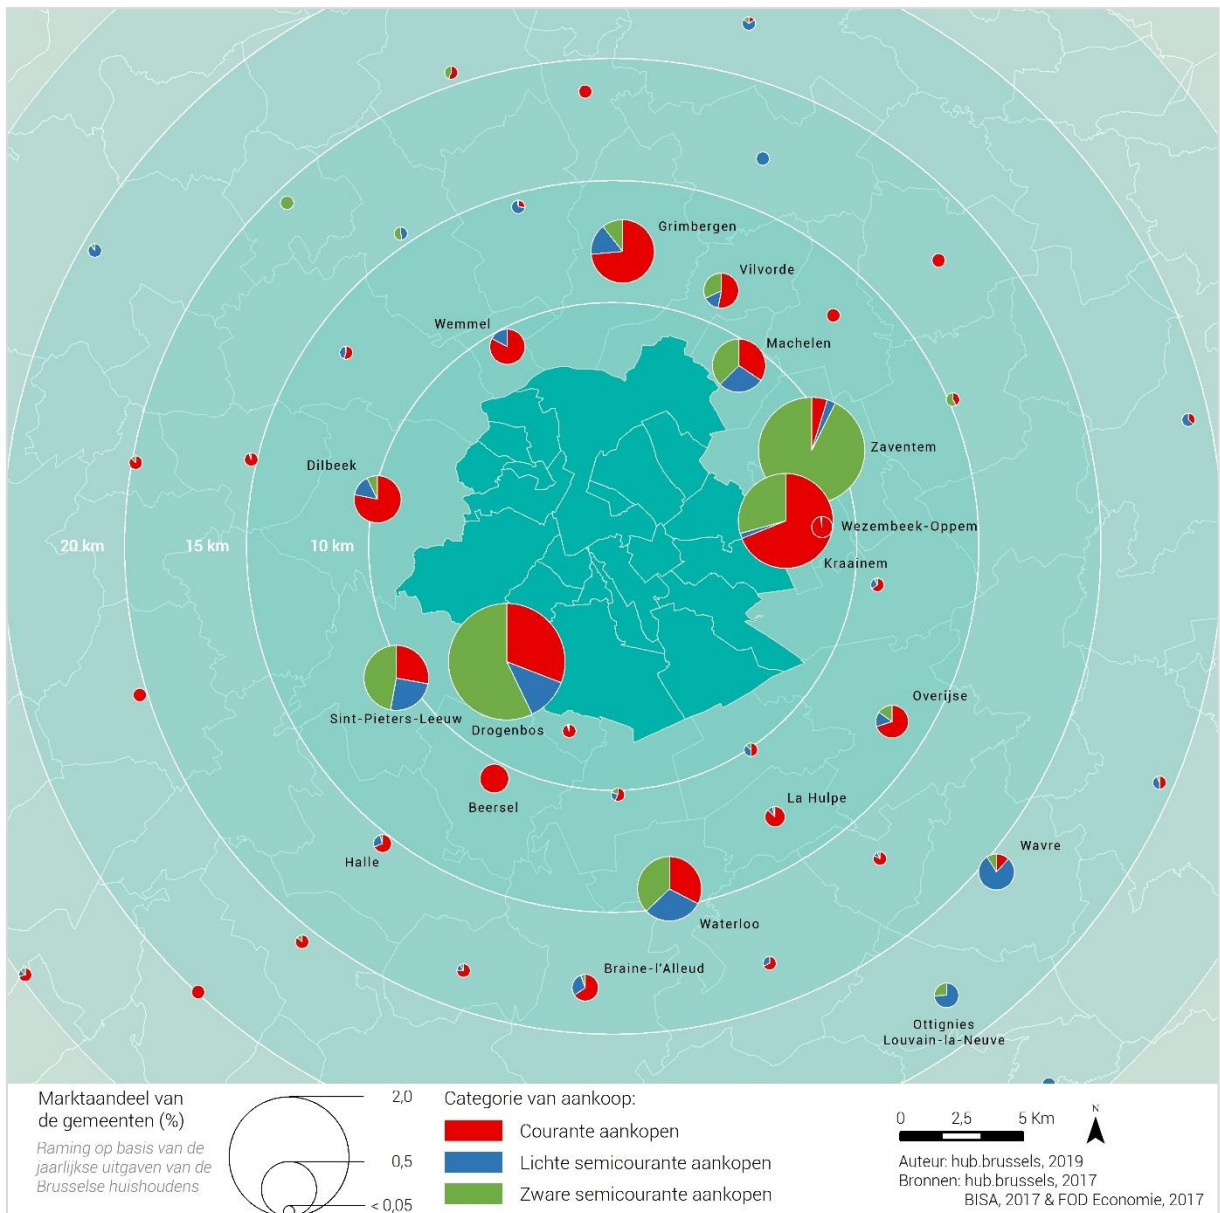 Grimbergen
Vilvorde
Wemmel
Machelen
Zaventem
Dilbeek
20 km
15 km
10 km
Wezembeek-Oppem
Kraainem
Sint-Pieters-Leeuw
Drogenbos
Overijse
Beersel
La Hulpe
Halle
Wavre
Waterloo
Braine-l'Alleud
Ottignies
Louvain-la-Neuve
Marktaandeel van
de gemeenten (%)
Raming op basis van de
jaarlijkse uitgaven van de
Brusselse huishoudens
2,0
0,5
< 0,05
Categorie van aankoop:
Courante aankopen
Lichte semicourante aankopen
Zware semicourante aankopen
0 2,5 5 Km
N
Auteur: hub.brussels, 2019
Bronnen: hub.brussels, 2017
BISA, 2017 & FOD Economie, 2017